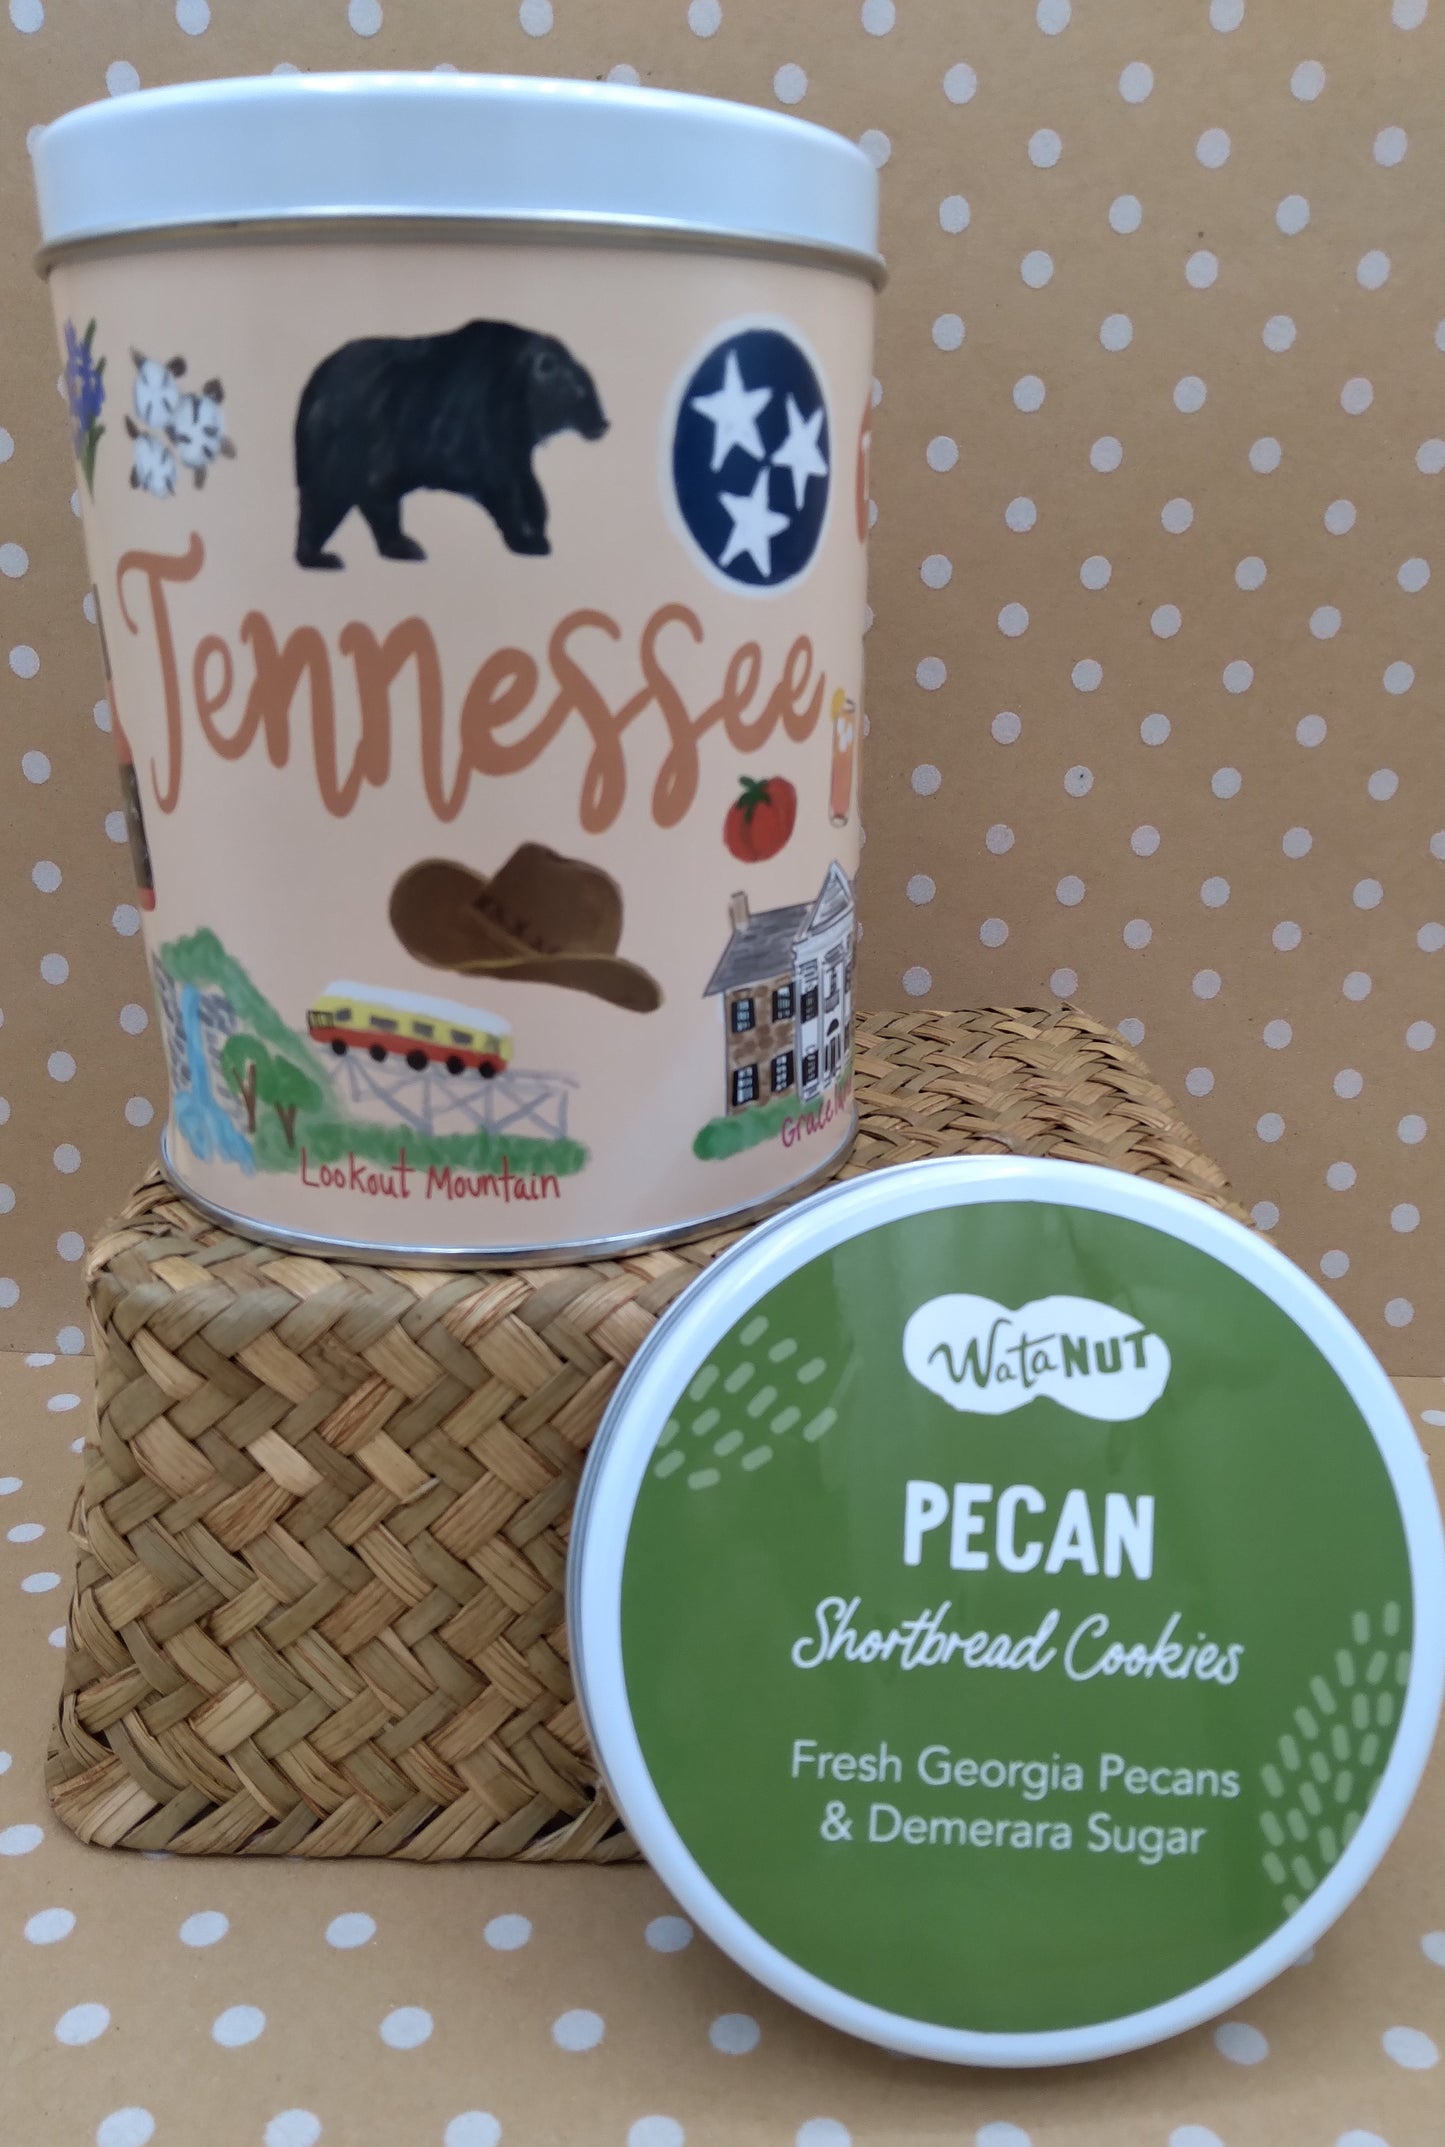 Tennessee
Lookout Mountain
WataNUT
PECAN
Shortbread Cookies
Fresh Georgia Pecans
& Demerara Sugar